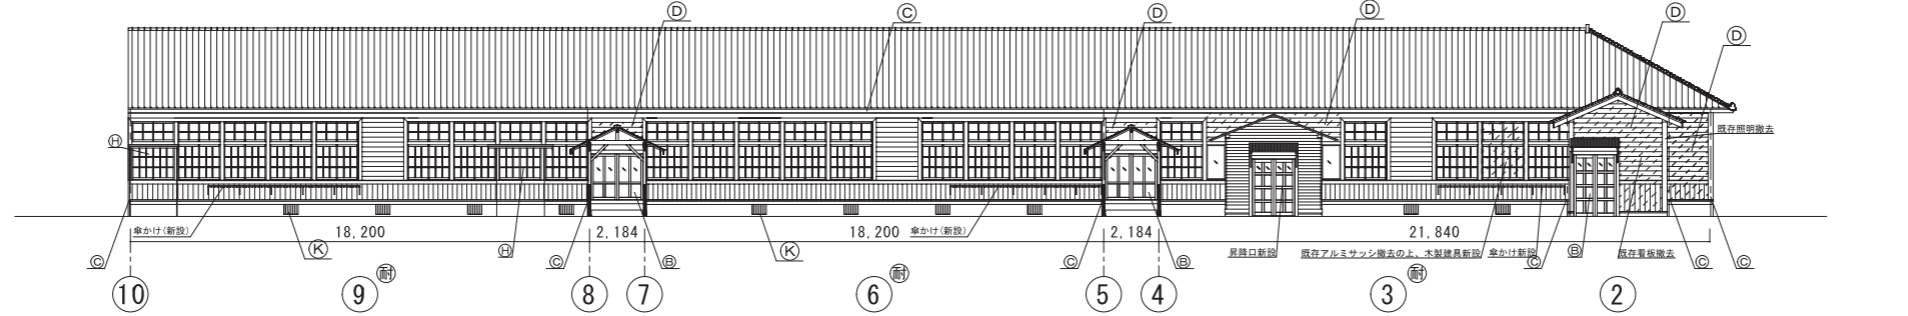 Ⓓ Ⓒ Ⓓ Ⓓ Ⓓ Ⓓ
既存照明撤去
Ⓗ
傘かけ(新設) 18,200 2,184 18,200 傘かけ(新設) 2,184 21,840
Ⓚ Ⓗ Ⓚ 昇降口新設 既存アルミサッシ撤去の上、木製建具新設 傘かけ新設 Ⓑ 既存看板撤去
Ⓒ Ⓒ Ⓑ Ⓒ Ⓑ Ⓒ Ⓒ Ⓒ
耐 耐 耐
⑩ ⑨ ⑧ ⑦ ⑥ ⑤ ④ ③ ②